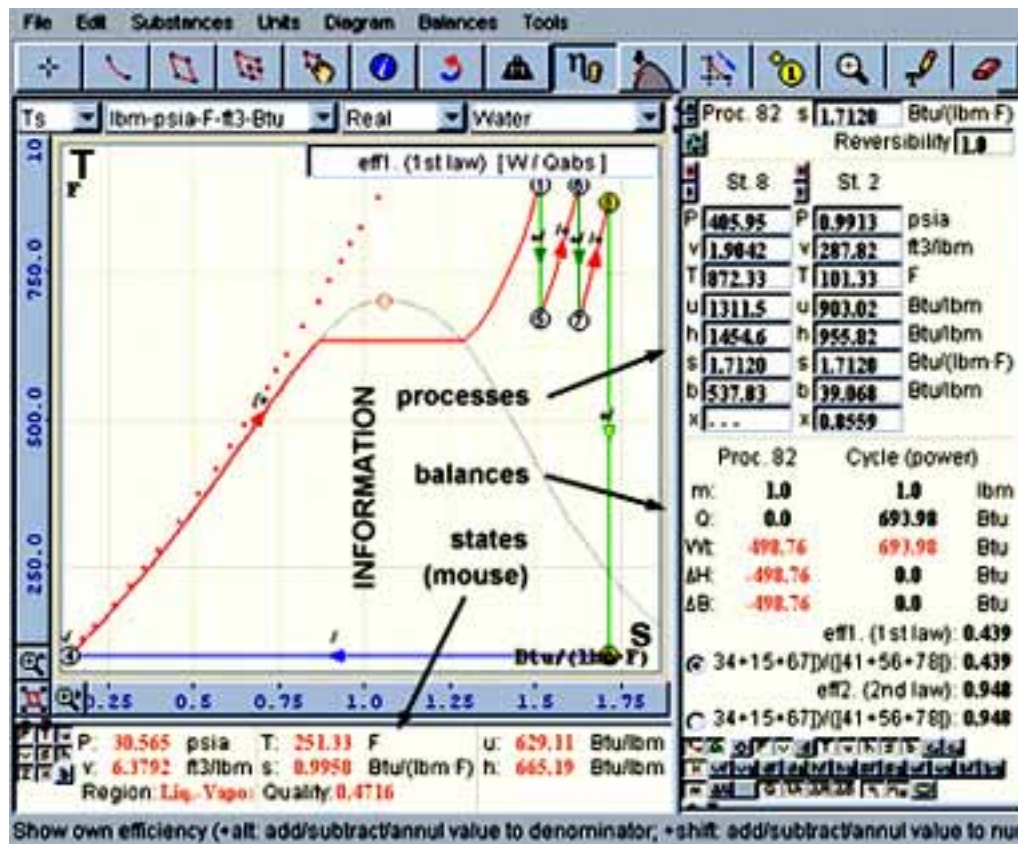 File Edit Substances Units Diagram Balances Tools
Ts lbm-psia-F-ft3-Btu Real Water
T
F
eff1. (1st law) [W/Qabs]
750.0
500.0
250.0
INFORMATION
processes
balances
states
(mouse)
S
0.5 0.75 1.0 1.25 1.5 1.75
P: 30.565 psia T: 251.33 F u: 629.11 Btu/lbm
v: 6.3792 ft3/lbm s: 0.9958 Btu/(lbm·F) h: 665.19 Btu/lbm
Region: Liq.-Vapo: Quality: 0.4716
Proc. 82 s 1.7120 Btu/(lbm·F)
Reversibility 1.0
St. 8 St. 2
P 405.95 P 0.9913 psia
v 1.9042 v 287.82 ft3/lbm
T 872.33 T 101.33 F
u 1311.5 u 903.02 Btu/lbm
h 1454.6 h 955.82 Btu/lbm
s 1.7120 s 1.7120 Btu/(lbm·F)
b 537.83 b 39.068 Btu/lbm
x ... x 0.8559
Proc. 82 Cycle (power)
m: 1.0 1.0 lbm
Q: 0.0 693.98 Btu
Wt: -498.76 693.98 Btu
ΔH: -498.76 0.0 Btu
ΔB: -498.76 0.0 Btu
eff1. (1st law): 0.439
34+15+67])/([41+56+78]): 0.439
eff2. (2nd law): 0.948
34+15+67])/([41+56+78]): 0.948
Show own efficiency (+alt: add/subtract/annul value to denominator, +shift: add/subtract/annul value to nu